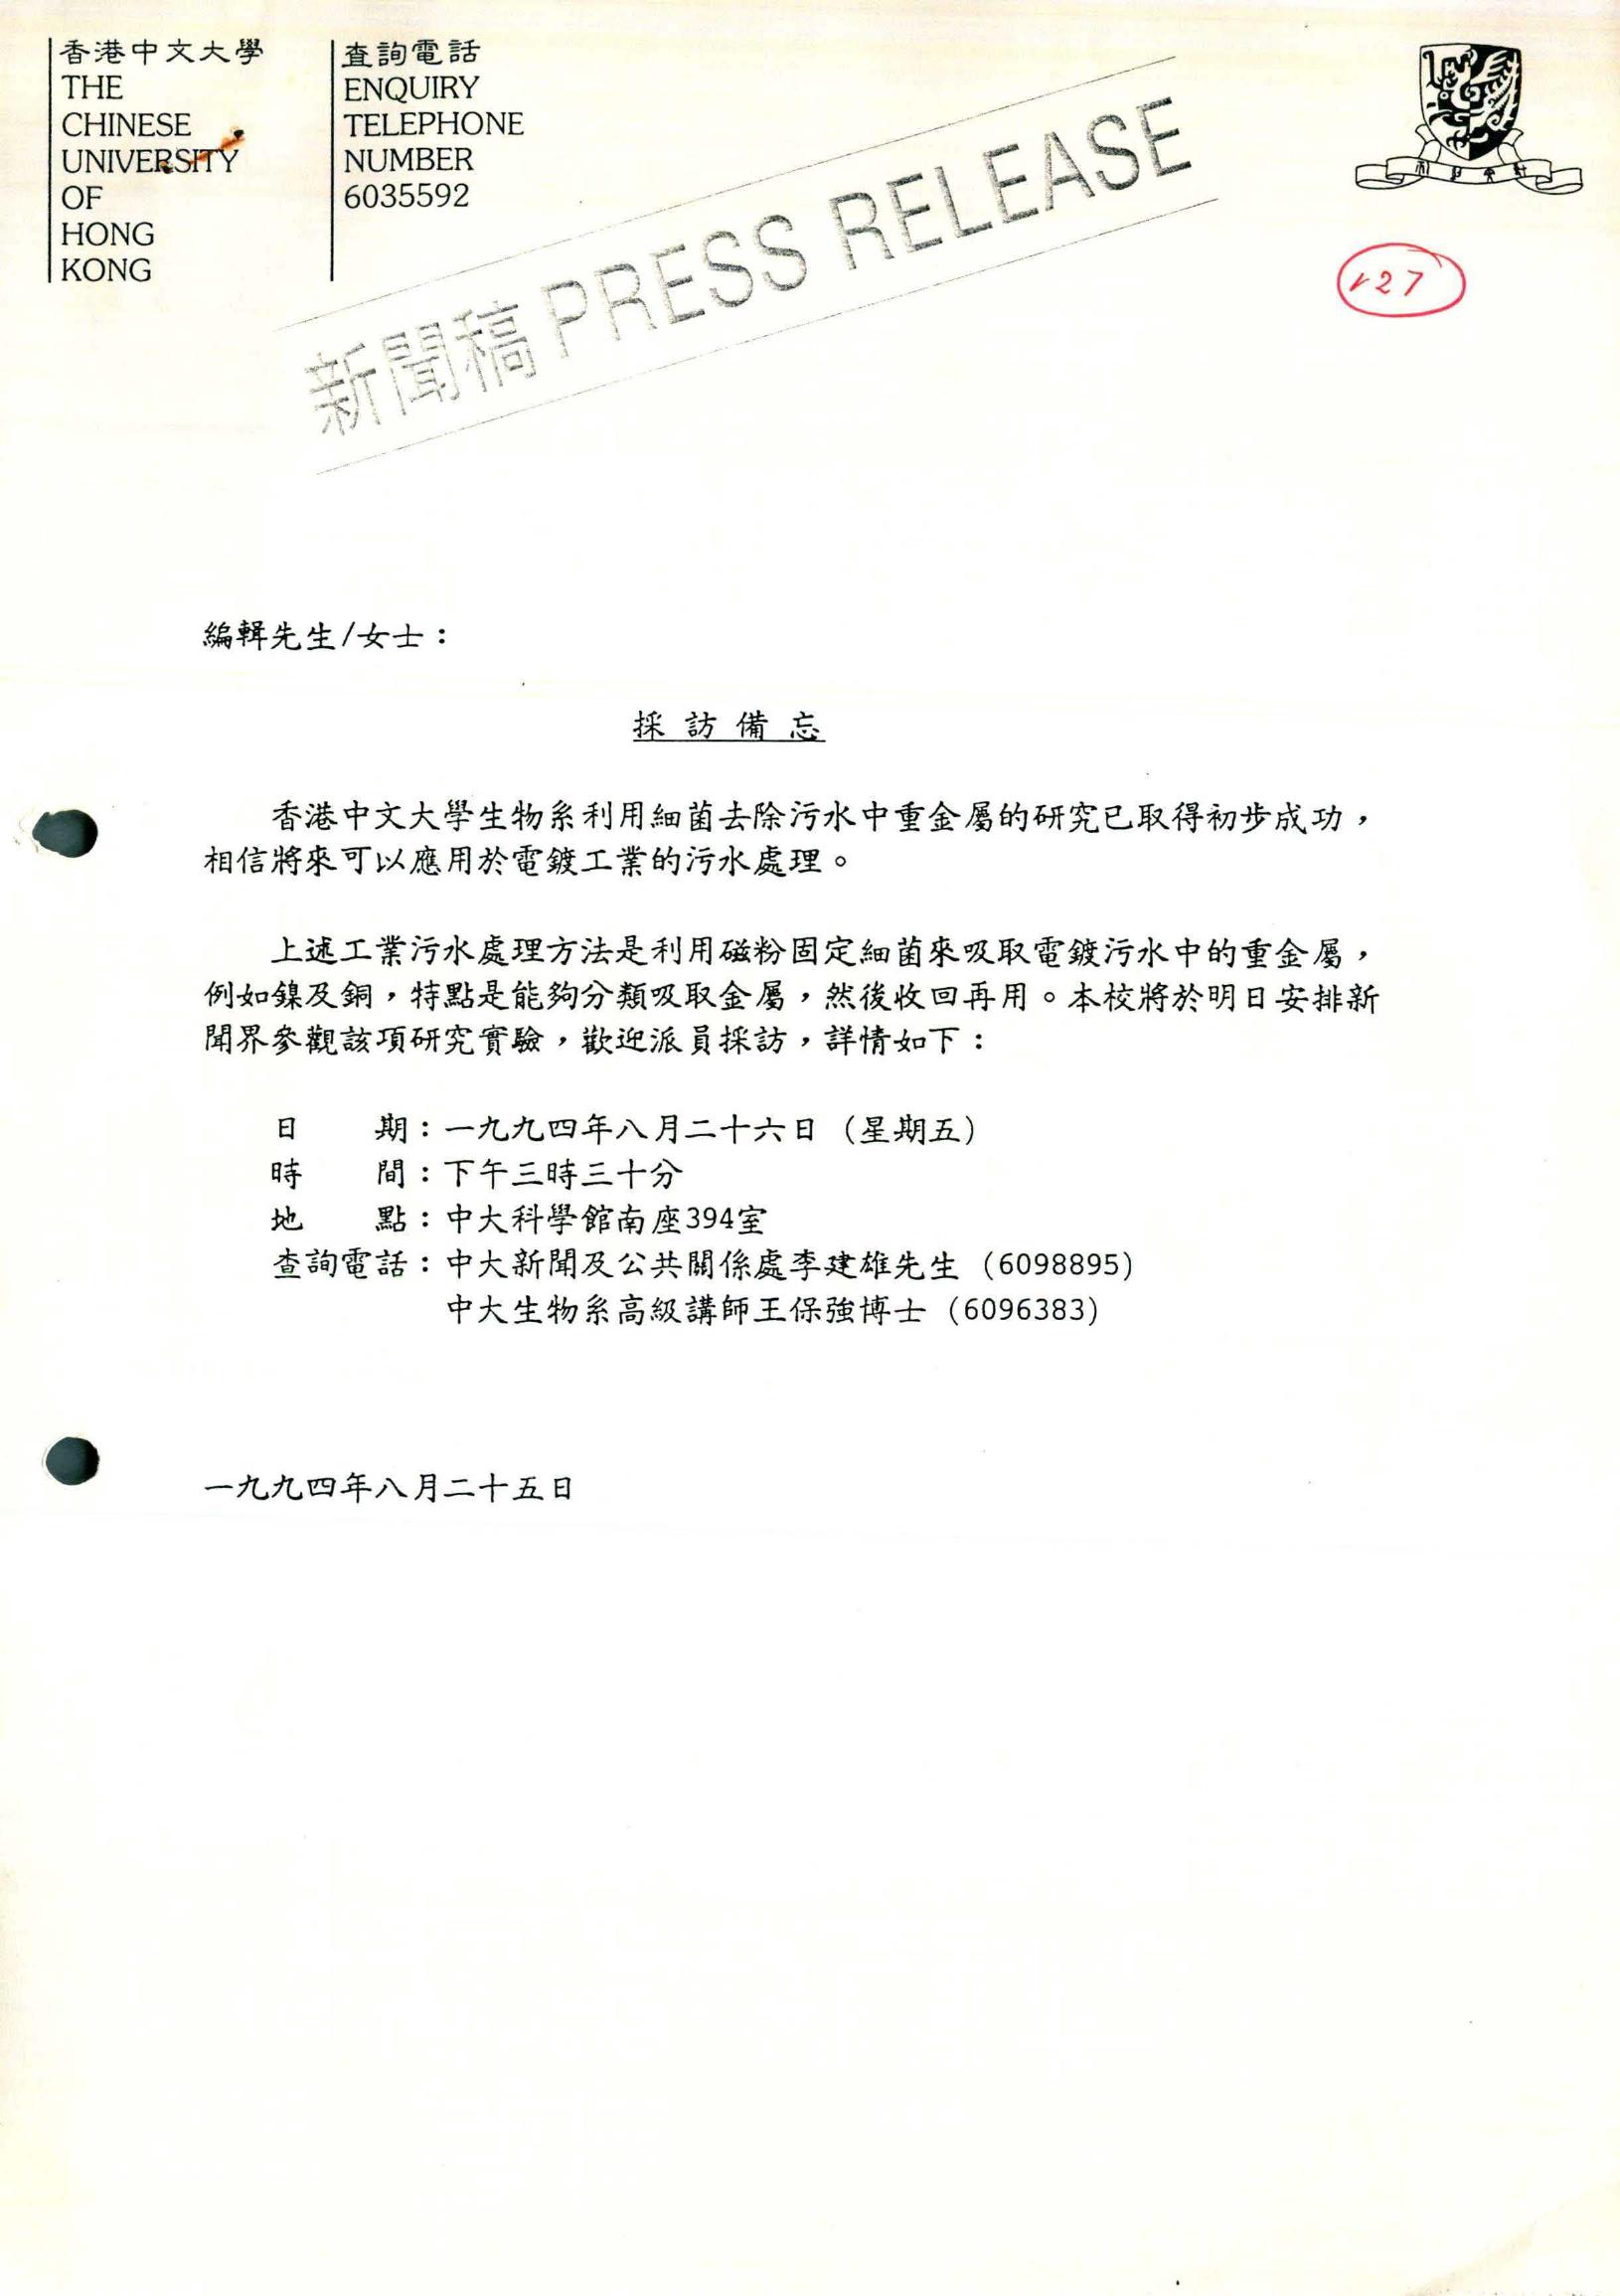 香港中文大學
THE
CHINESE
UNIVERSITY
OF
HONG
KONG
查詢電話
ENQUIRY
TELEPHONE
NUMBER
6035592
新聞稿 PRESS RELEASE
27
編輯先生/女士：
採訪備忘
香港中文大學生物系利用細菌去除污水中重金屬的研究已取得初步成功，
相信將來可以應用於電鍍工業的污水處理。
上述工業污水處理方法是利用磁粉固定細菌來吸取電鍍污水中的重金屬，
例如鎳及銅，特點是能夠分類吸取金屬，然後收回再用。本校將於明日安排新
聞界參觀該項研究實驗，歡迎派員採訪，詳情如下：
日　　期：一九九四年八月二十六日（星期五）
時　　間：下午三時三十分
地　　點：中大科學館南座394室
查詢電話：中大新聞及公共關係處李建雄先生（6098895）
中大生物系高級講師王保強博士（6096383）
一九九四年八月二十五日